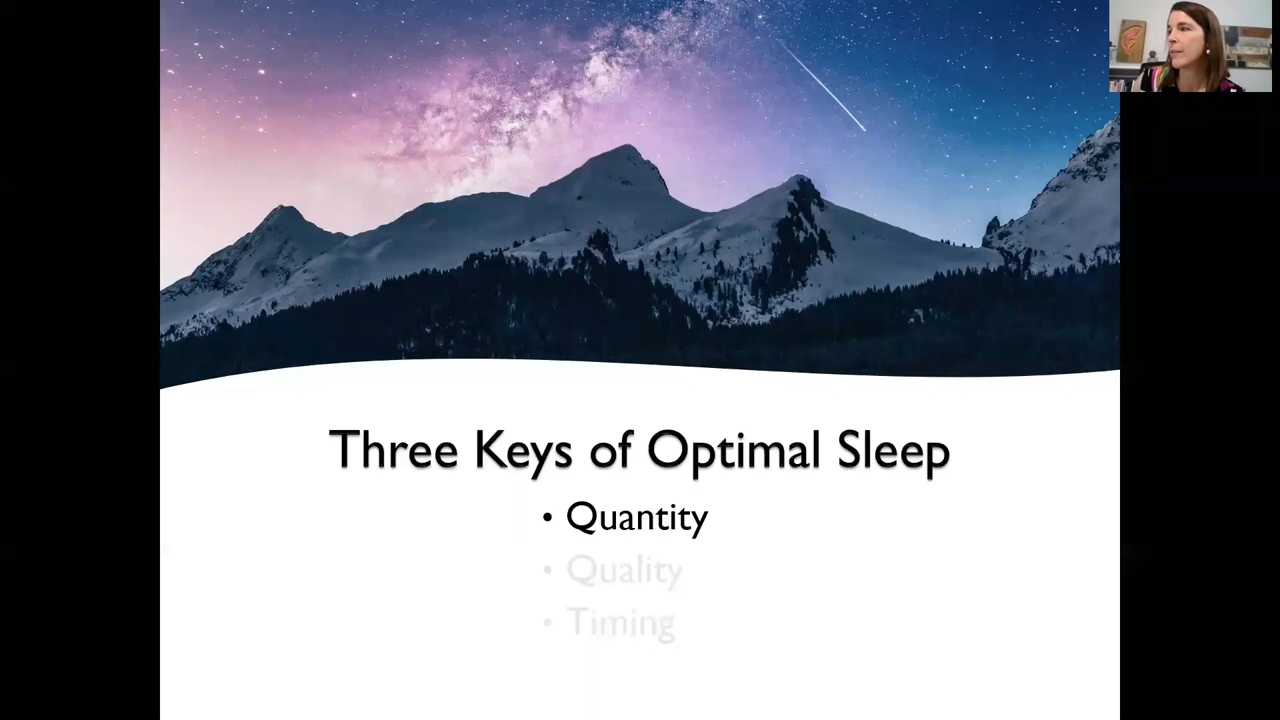 Three Keys of Optimal Sleep
• Quantity
• Quality
• Timing